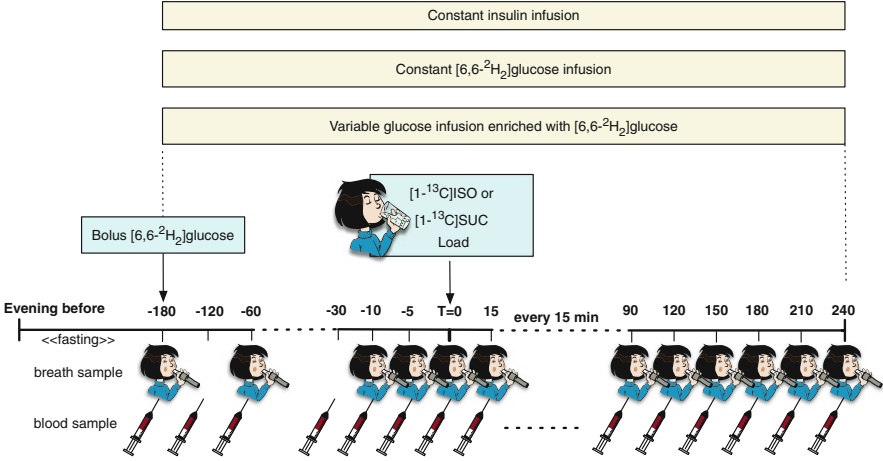 Constant insulin infusion
Constant [6,6-²H₂]glucose infusion
Variable glucose infusion enriched with [6,6-²H₂]glucose
[1-¹³C]ISO or
[1-¹³C]SUC
Load
Bolus [6,6-²H₂]glucose
Evening before -180 -120 -60 -30 -10 -5 T=0 15 every 15 min 90 120 150 180 210 240
<<fasting>>
breath sample
blood sample